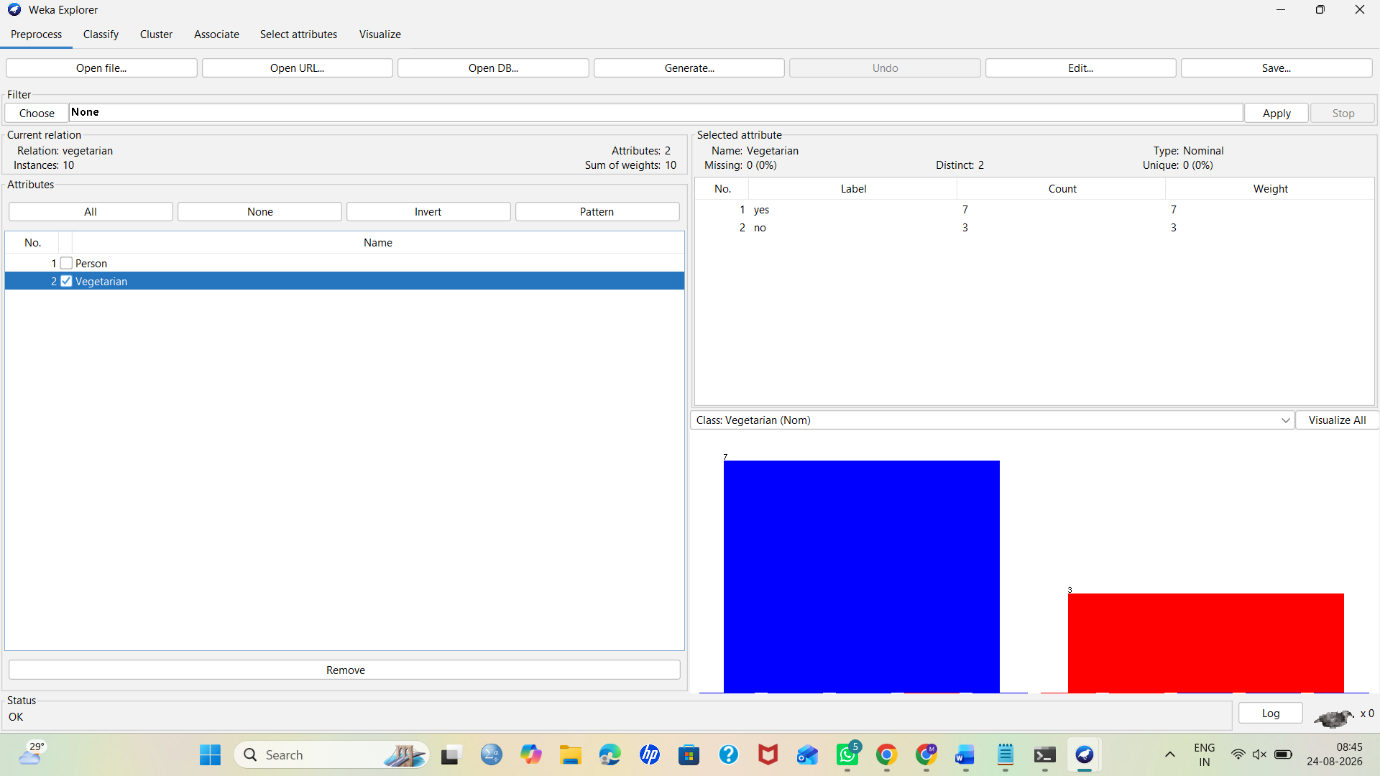 Weka Explorer
Preprocess Classify Cluster Associate Select attributes Visualize
Open file... Open URL... Open DB... Generate... Undo Edit... Save...
Filter
Choose None Apply Stop
Current relation
Relation: vegetarian Attributes: 2
Instances: 10 Sum of weights: 10
Attributes
All None Invert Pattern
No. Name
1 Person
2 Vegetarian
Remove
Selected attribute
Name: Vegetarian Type: Nominal
Missing: 0 (0%) Distinct: 2 Unique: 0 (0%)
No. Label Count Weight
1 yes 7 7
2 no 3 3
Class: Vegetarian (Nom) Visualize All
7
3
Status
OK
Log x 0
29°
Search
hp
5
M
ENG
IN
08:45
24-08-2026